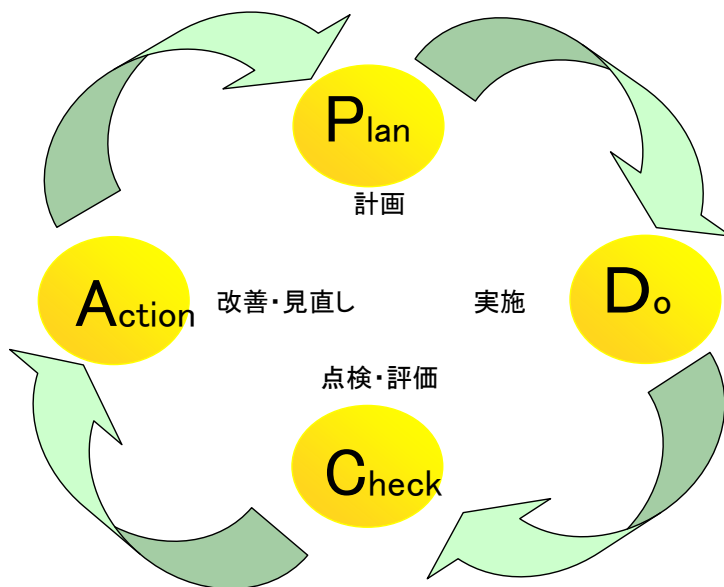 Plan
計画
Action
改善・見直し
実施
Do
点検・評価
Check